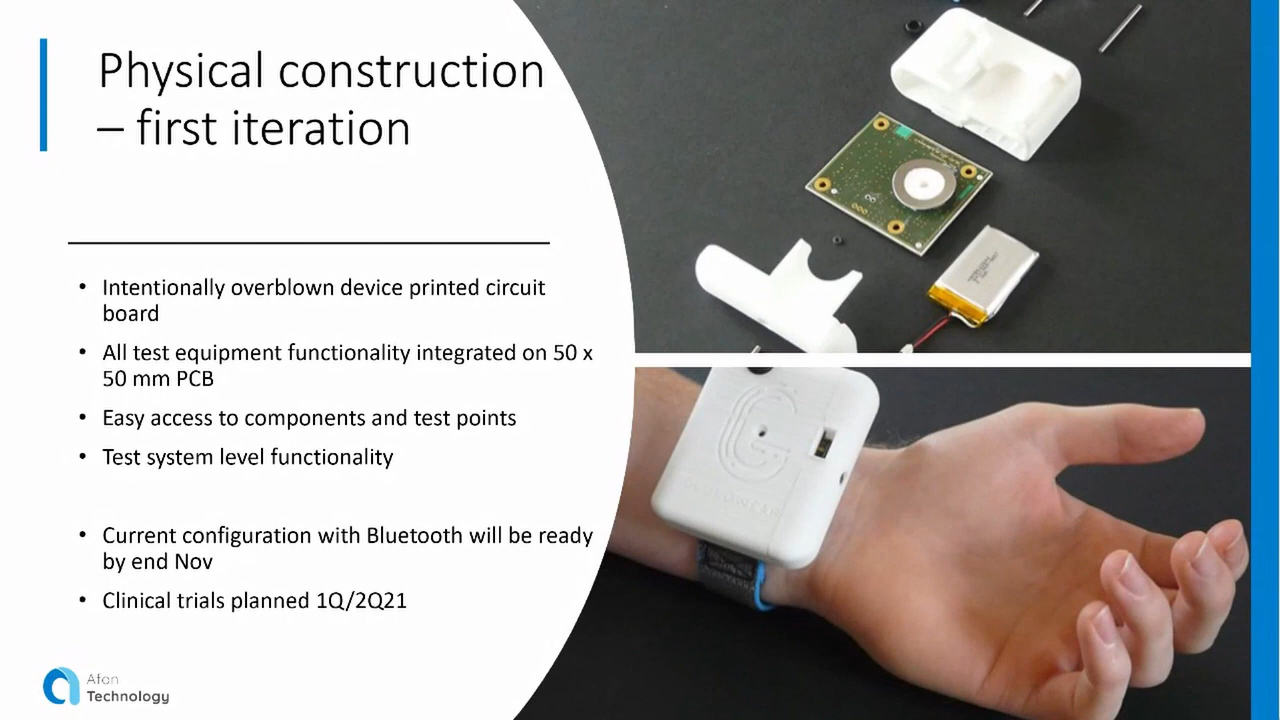 Physical construction
– first iteration
• Intentionally overblown device printed circuit
board
• All test equipment functionality integrated on 50 x
50 mm PCB
• Easy access to components and test points
• Test system level functionality
• Current configuration with Bluetooth will be ready
by end Nov
• Clinical trials planned 1Q/2Q21
Afon
Technology